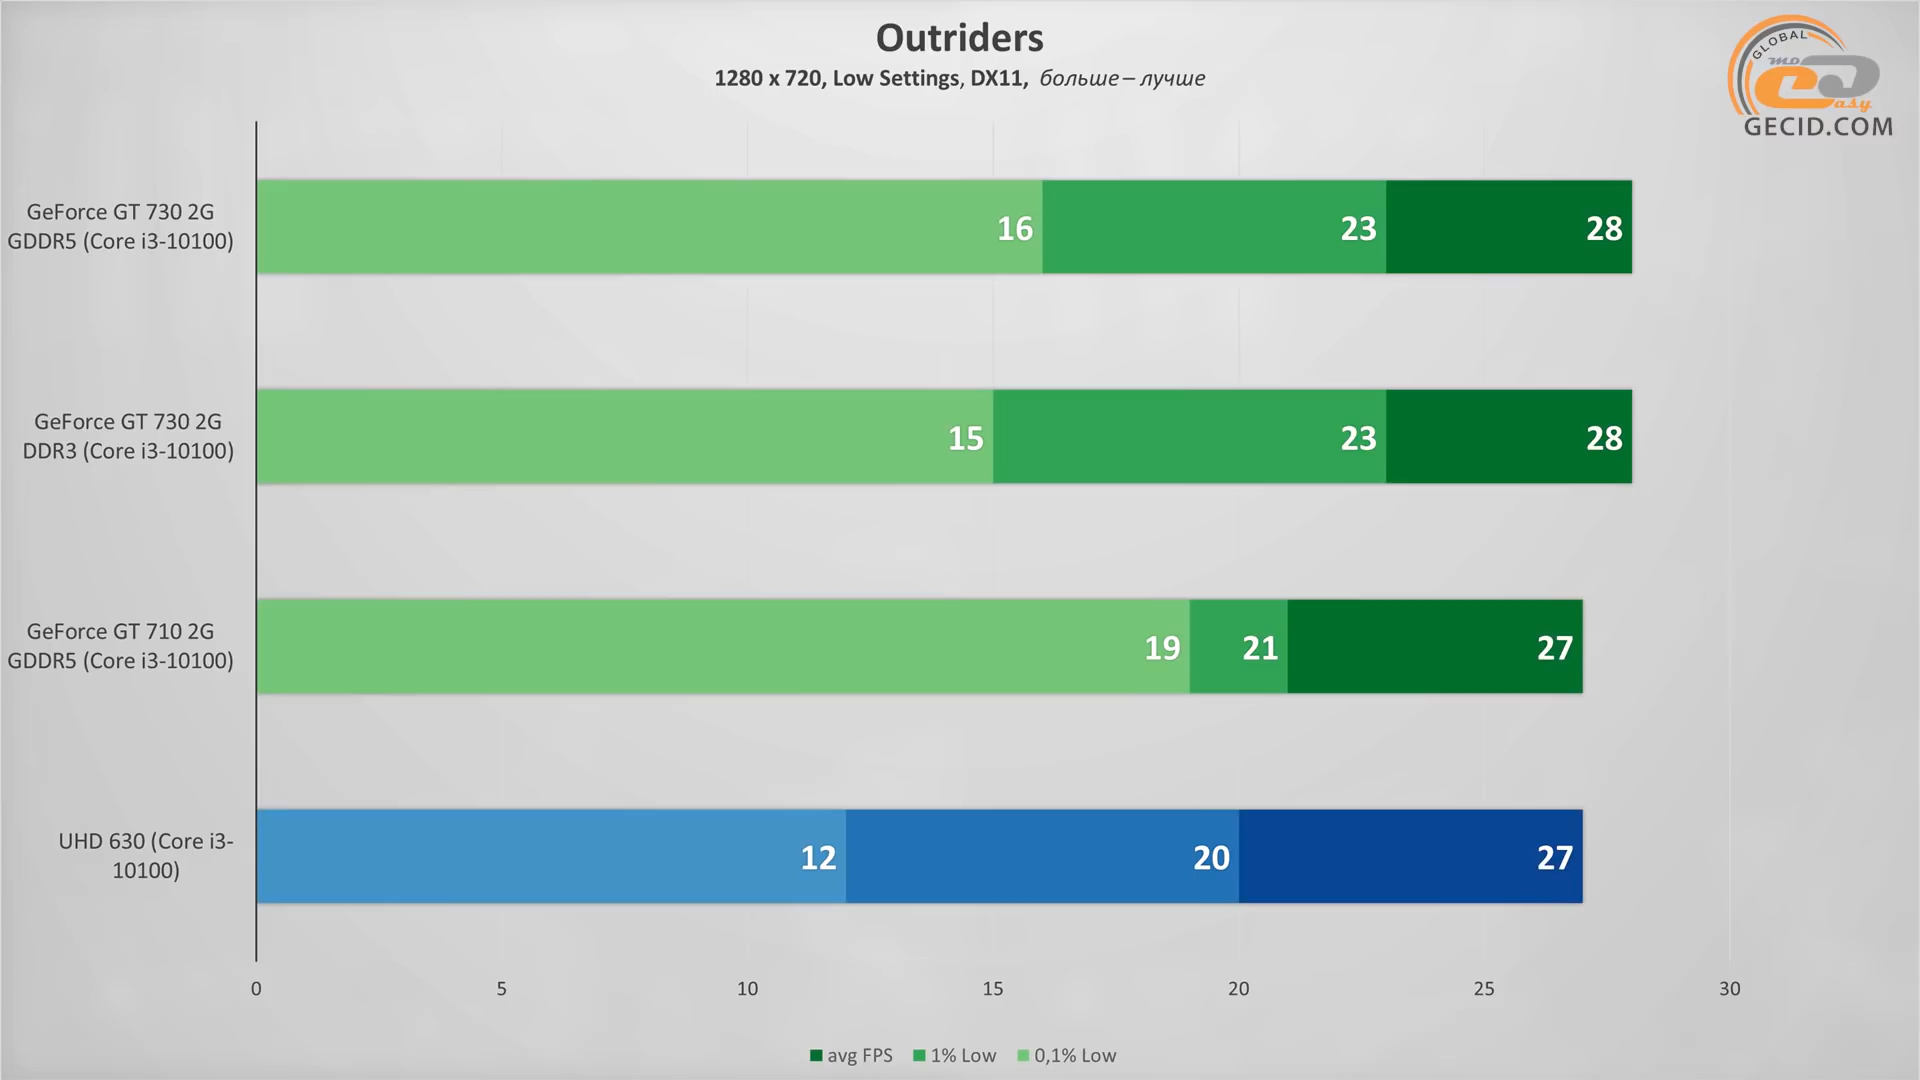 Outriders
1280 x 720, Low Settings, DX11, больше – лучше
GLOBAL
MD
asy
GECID.COM
GeForce GT 730 2G
GDDR5 (Core i3-10100)
16
23
28
GeForce GT 730 2G
DDR3 (Core i3-10100)
15
23
28
GeForce GT 710 2G
GDDR5 (Core i3-10100)
19
21
27
UHD 630 (Core i3-
10100)
12
20
27
0
5
10
15
20
25
30
avg FPS
1% Low
0,1% Low